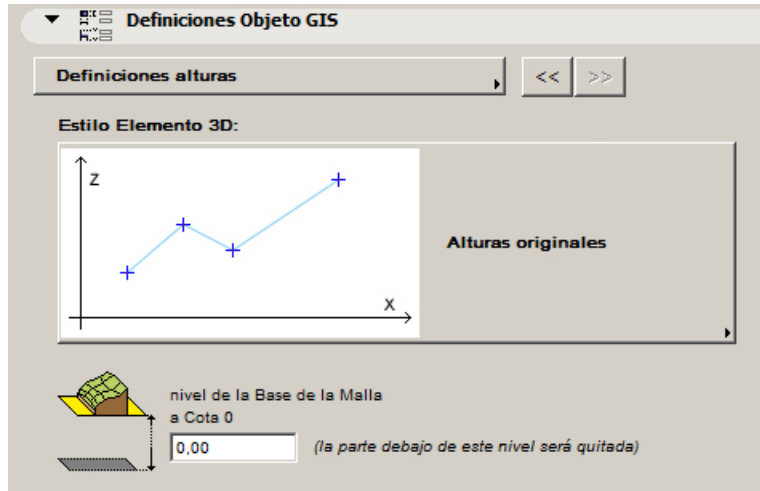 Definiciones Objeto GIS
Definiciones alturas
<< >>
Estilo Elemento 3D:
Z
Alturas originales
X
nivel de la Base de la Malla
a Cota 0
0,00 (la parte debajo de este nivel será quitada)